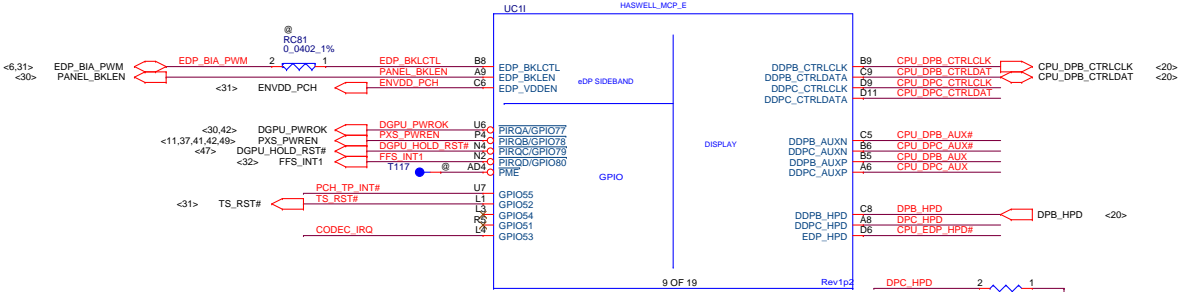 UC1I
HASWELL_MCP_E
@
RC81
0_0402_1%
<6,31> EDP_BIA_PWM EDP_BIA_PWM 2 1 EDP_BKLCTL B8 EDP_BKLCTL
<30> PANEL_BKLEN PANEL_BKLEN A9 EDP_BKLEN
<31> ENVDD_PCH ENVDD_PCH C6 EDP_VDDEN
eDP SIDEBAND
DDPB_CTRLCLK B9 CPU_DPB_CTRLCLK CPU_DPB_CTRLCLK <20>
DDPB_CTRLDATA C9 CPU_DPB_CTRLDAT CPU_DPB_CTRLDAT <20>
DDPC_CTRLCLK D9 CPU_DPC_CTRLCLK
DDPC_CTRLDATA D11 CPU_DPC_CTRLDAT
<30,42> DGPU_PWROK DGPU_PWROK U6 PIRQA/GPIO77
<11,37,41,42,49> PXS_PWREN PXS_PWREN P4 PIRQB/GPIO78
<47> DGPU_HOLD_RST# DGPU_HOLD_RST# N4 PIRQC/GPIO79
<32> FFS_INT1 FFS_INT1 N2 PIRQD/GPIO80
T117 @ AD4 PME
DISPLAY
GPIO
DDPB_AUXN C5 CPU_DPB_AUX#
DDPC_AUXN B6 CPU_DPC_AUX#
DDPB_AUXP B5 CPU_DPB_AUX
DDPC_AUXP A6 CPU_DPC_AUX
PCH_TP_INT# U7 GPIO55
<31> TS_RST# TS_RST# L1 GPIO52
L3 GPIO54
R5 GPIO51
CODEC_IRQ L4 GPIO53
DDPB_HPD C8 DPB_HPD DPB_HPD <20>
DDPC_HPD A8 DPC_HPD
EDP_HPD D6 CPU_EDP_HPD#
9 OF 19
Rev1p2
DPC_HPD 2 1